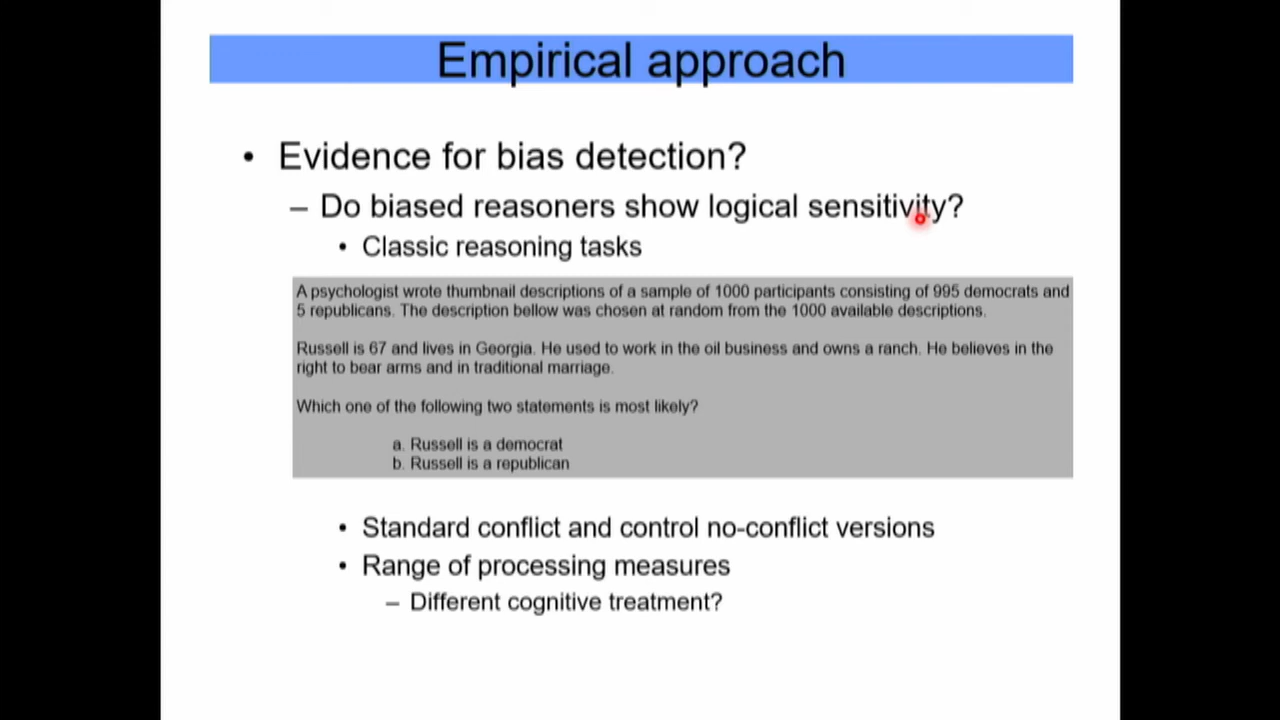 Empirical approach
• Evidence for bias detection?
– Do biased reasoners show logical sensitivity?
• Classic reasoning tasks
A psychologist wrote thumbnail descriptions of a sample of 1000 participants consisting of 995 democrats and
5 republicans. The description bellow was chosen at random from the 1000 available descriptions.
Russell is 67 and lives in Georgia. He used to work in the oil business and owns a ranch. He believes in the
right to bear arms and in traditional marriage.
Which one of the following two statements is most likely?
a. Russell is a democrat
b. Russell is a republican
• Standard conflict and control no-conflict versions
• Range of processing measures
– Different cognitive treatment?